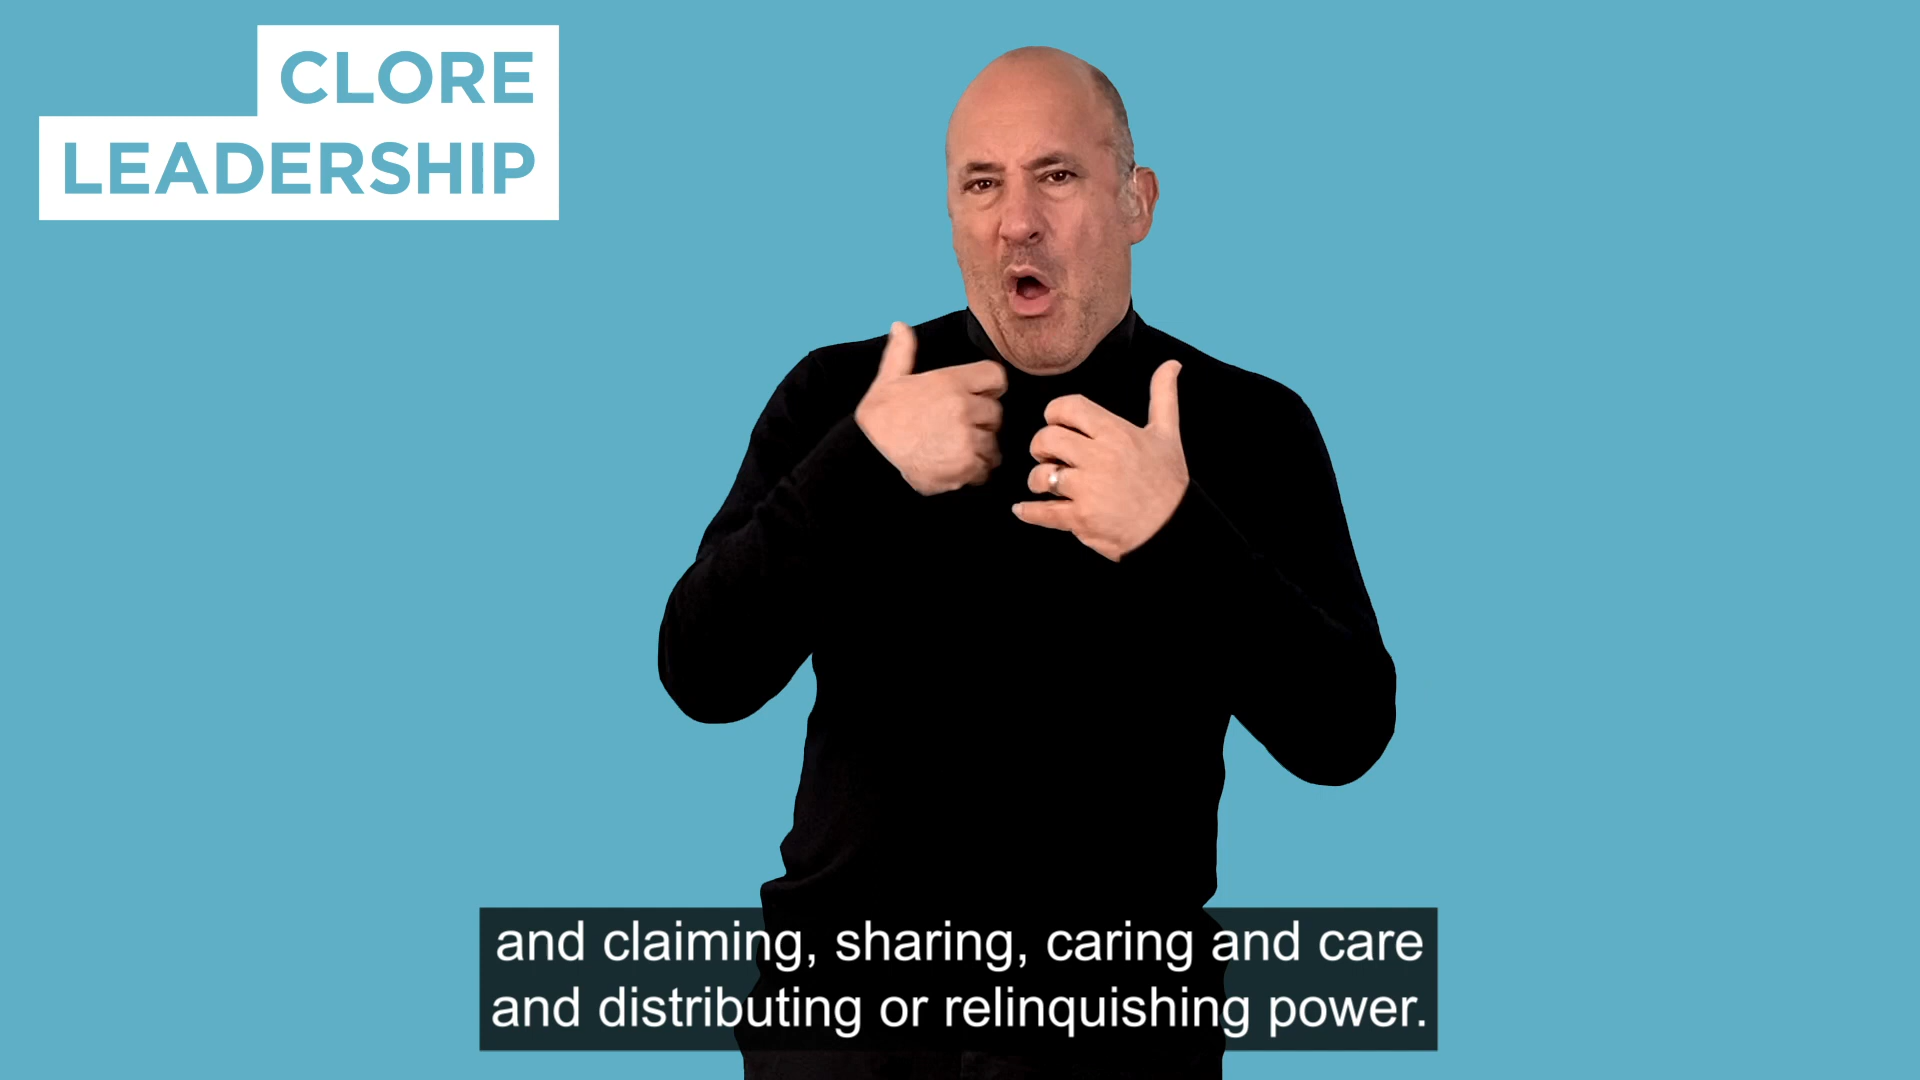 CLORE
LEADERSHIP
and claiming, sharing, caring and care
and distributing or relinquishing power.